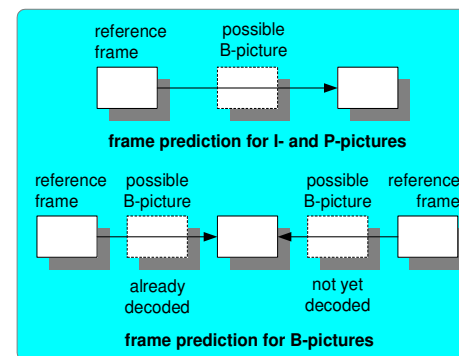 reference
frame
possible
B-picture
frame prediction for I- and P-pictures
reference
frame
possible
B-picture
possible
B-picture
reference
frame
already
decoded
not yet
decoded
frame prediction for B-pictures